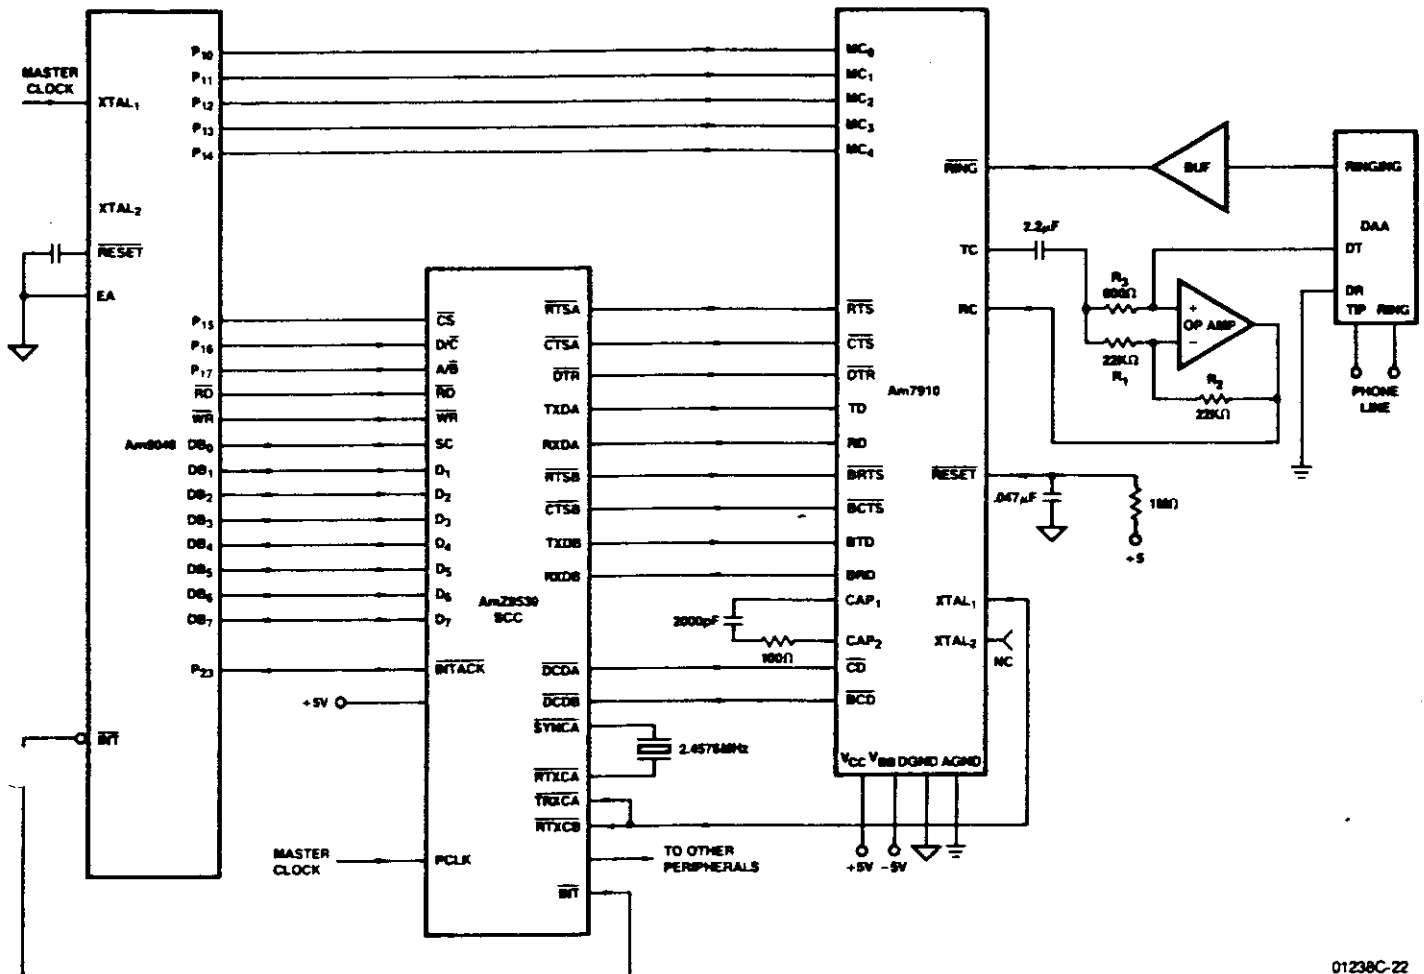 MASTER
CLOCK
XTAL₁
XTAL₂
RESET
EA
P₁₀
P₁₁
P₁₂
P₁₃
P₁₄
P₁₅
P₁₆
P₁₇
RD
WR
DB₀
DB₁
DB₂
DB₃
DB₄
DB₅
DB₆
DB₇
P₂₃
INT
CS
D/C
A/B
RD
WR
SC
D₁
D₂
D₃
D₄
D₅
D₆
D₇
SCC
INTACK
+5V
MASTER
CLOCK
PCLK
RTSA
CTSA
DTR
TXDA
RXDA
RTSB
CTSB
TXDB
RXDB
DCDA
DCDB
SYNCA
RTXCA
TRXCA
RTXCB
INT
2.4576MHz
TO OTHER
PERIPHERALS
MC₀
MC₁
MC₂
MC₃
MC₄
RTS
CTS
DTR
TD
RD
BRTS
BCTS
BTD
BRD
CAP₁
CAP₂
2000pF
100Ω
CD
BCD
Am7910
VCC VBB DGND AGND
+5V -5V
RING
TC
RC
RESET
XTAL₁
XTAL₂
NC
BUF
2.2μF
R₃
600Ω
22KΩ
R₁
+
−
OP AMP
R₂
22KΩ
.047μF
+5
RINGING
DAA
DT
DR
TIP RING
PHONE
LINE
01238C-22